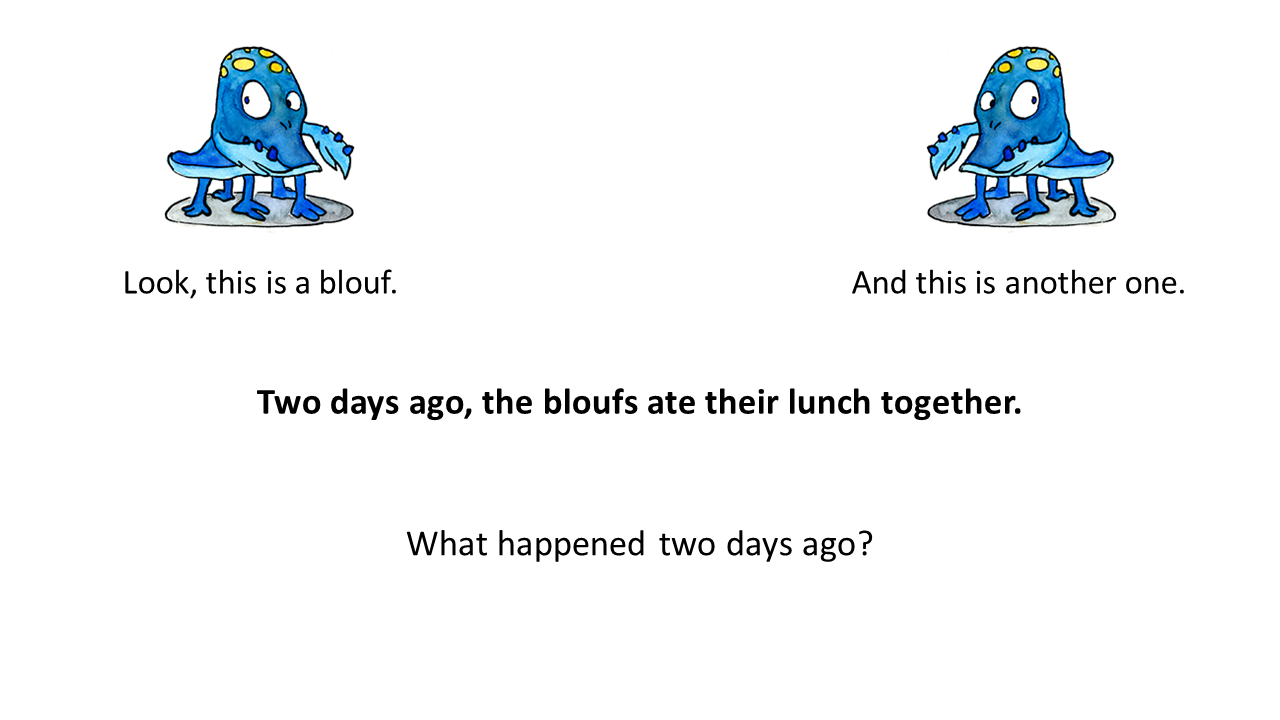 Look, this is a blouf.
And this is another one.
Two days ago, the bloufs ate their lunch together.
What happened two days ago?